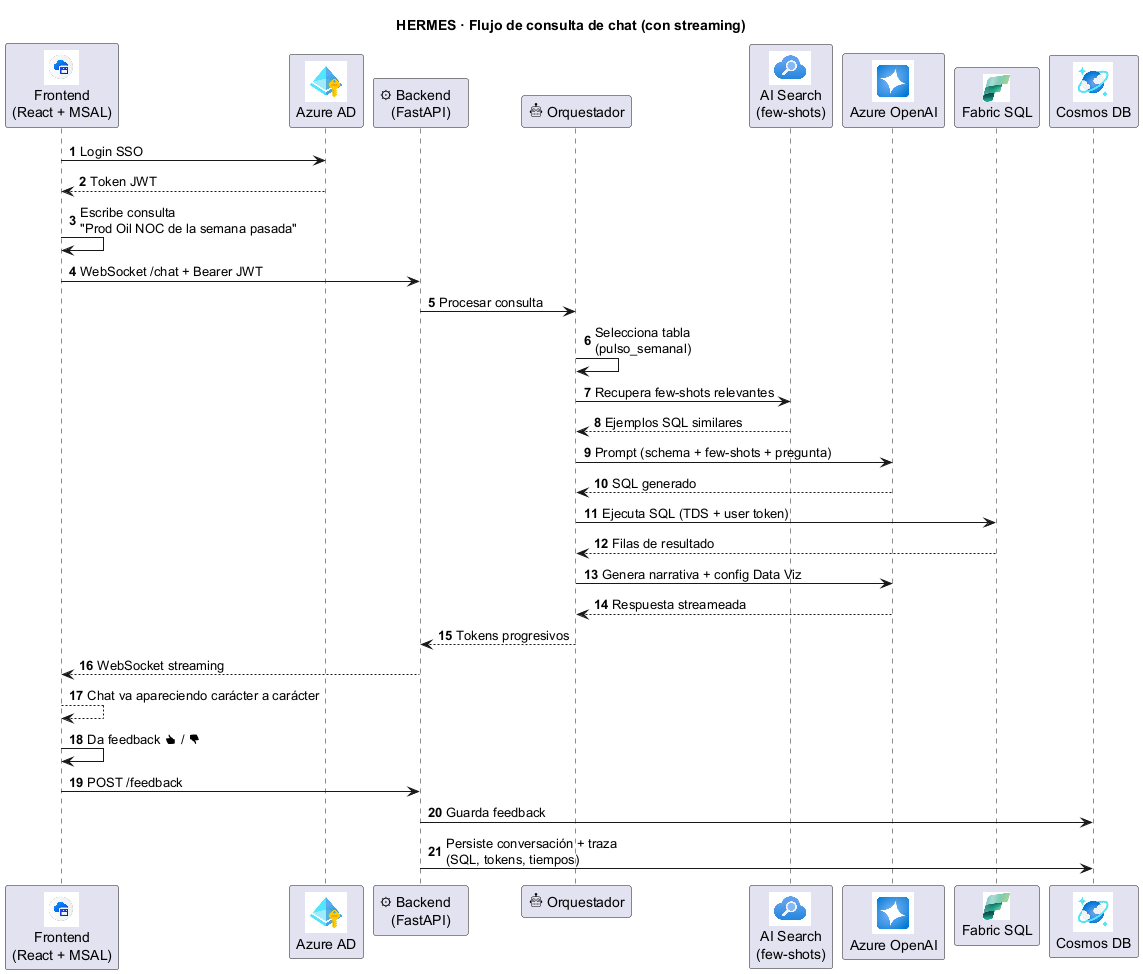 HERMES · Flujo de consulta de chat (con streaming)
Frontend
(React + MSAL)
Azure AD
Backend
(FastAPI)
Orquestador
AI Search
(few-shots)
Azure OpenAI
Fabric SQL
Cosmos DB
1 Login SSO
2 Token JWT
3 Escribe consulta
"Prod Oil NOC de la semana pasada"
4 WebSocket /chat + Bearer JWT
5 Procesar consulta
6 Selecciona tabla
(pulso_semanal)
7 Recupera few-shots relevantes
8 Ejemplos SQL similares
9 Prompt (schema + few-shots + pregunta)
10 SQL generado
11 Ejecuta SQL (TDS + user token)
12 Filas de resultado
13 Genera narrativa + config Data Viz
14 Respuesta streameada
15 Tokens progresivos
16 WebSocket streaming
17 Chat va apareciendo carácter a carácter
18 Da feedback 👍 / 👎
19 POST /feedback
20 Guarda feedback
21 Persiste conversación + traza
(SQL, tokens, tiempos)
Frontend
(React + MSAL)
Azure AD
Backend
(FastAPI)
Orquestador
AI Search
(few-shots)
Azure OpenAI
Fabric SQL
Cosmos DB